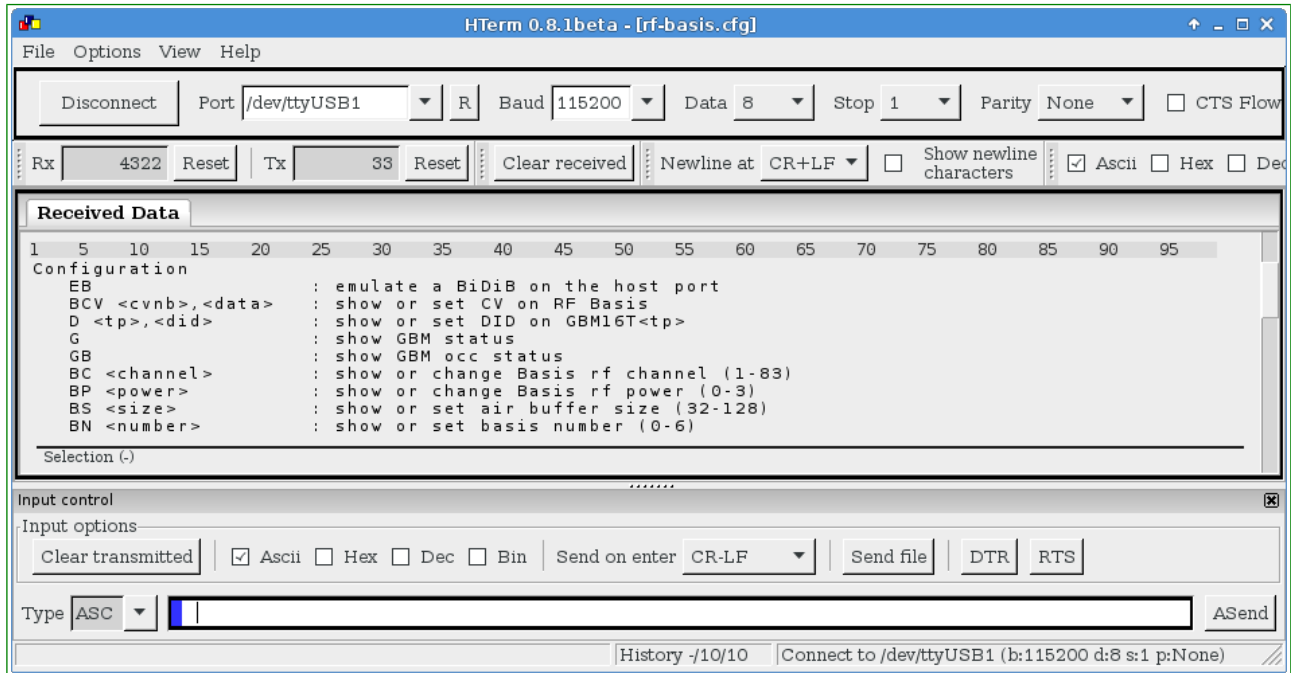 HTerm 0.8.1beta - [rf-basis.cfg]
File Options View Help
Disconnect Port /dev/ttyUSB1 R Baud 115200 Data 8 Stop 1 Parity None CTS Flow
Rx 4322 Reset Tx 33 Reset Clear received Newline at CR+LF Show newline characters Ascii Hex Dec
Received Data
1 5 10 15 20 25 30 35 40 45 50 55 60 65 70 75 80 85 90 95
Configuration
EB : emulate a BiDiB on the host port
BCV <cvnb>,<data> : show or set CV on RF Basis
D <tp>,<did> : show or set DID on GBM16T<tp>
G : show GBM status
GB : show GBM occ status
BC <channel> : show or change Basis rf channel (1-83)
BP <power> : show or change Basis rf power (0-3)
BS <size> : show or set air buffer size (32-128)
BN <number> : show or set basis number (0-6)
Selection (-)
Input control
Input options
Clear transmitted Ascii Hex Dec Bin Send on enter CR-LF Send file DTR RTS
Type ASC ASend
History -/10/10 Connect to /dev/ttyUSB1 (b:115200 d:8 s:1 p:None)